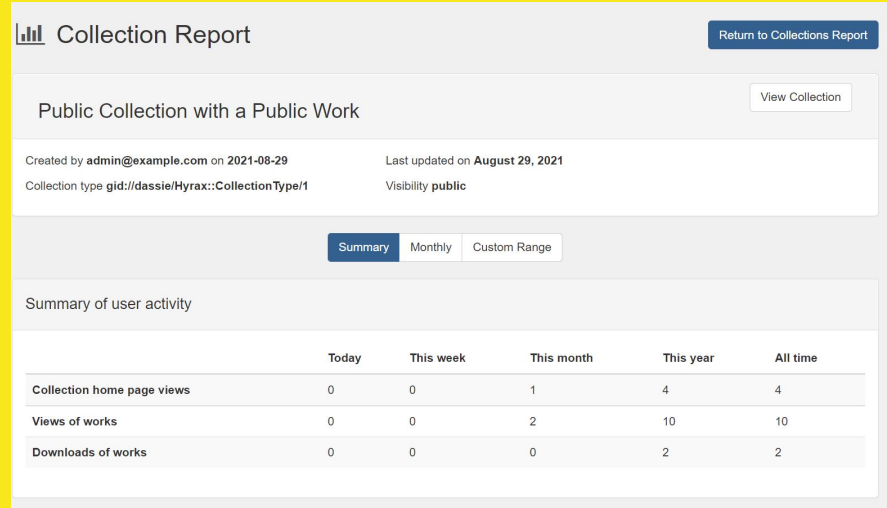 Collection Report
Return to Collections Report
Public Collection with a Public Work
View Collection
Created by admin@example.com on 2021-08-29
Last updated on August 29, 2021
Collection type gid://dassie/Hyrax::CollectionType/1
Visibility public
Summary Monthly Custom Range
Summary of user activity
Today This week This month This year All time
Collection home page views 0 0 1 4 4
Views of works 0 0 2 10 10
Downloads of works 0 0 0 2 2